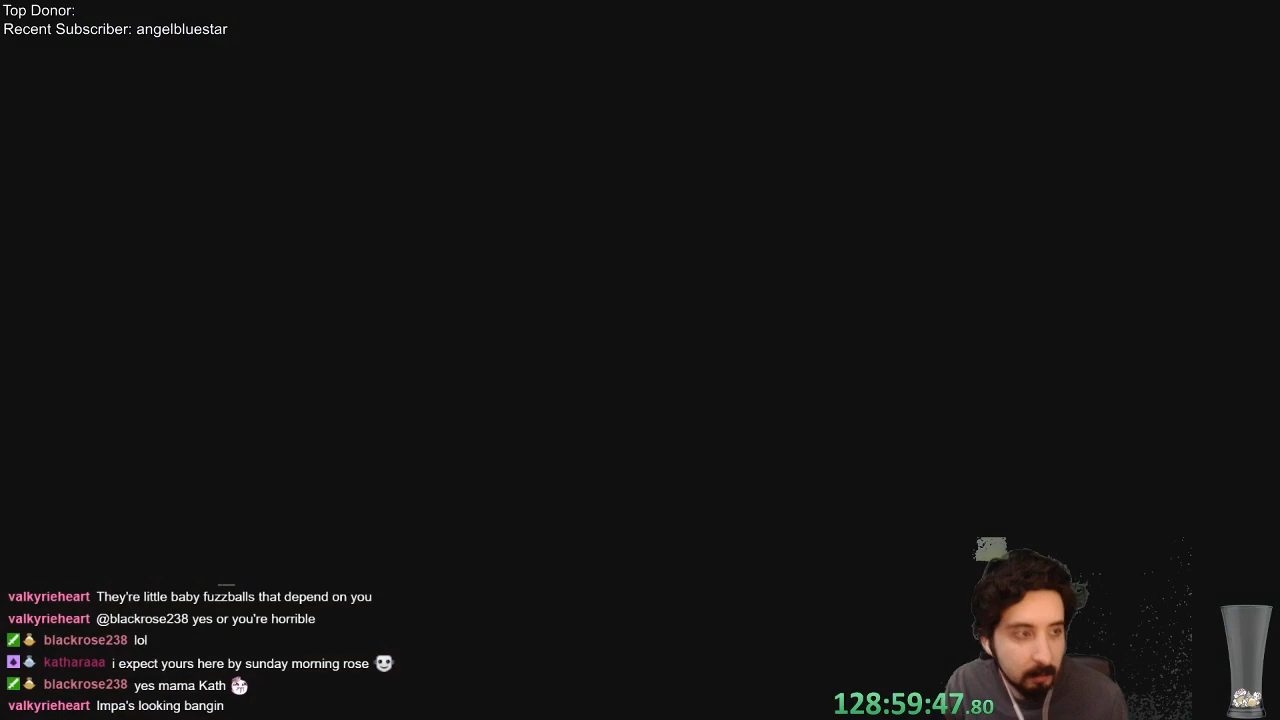 Top Donor:
Recent Subscriber: angelbluestar
valkyrieheart They're little baby fuzzballs that depend on you
valkyrieheart @blackrose238 yes or you're horrible
blackrose238 lol
katharaaa i expect yours here by sunday morning rose
blackrose238 yes mama Kath
valkyrieheart Impa's looking bangin
128:59:47.80